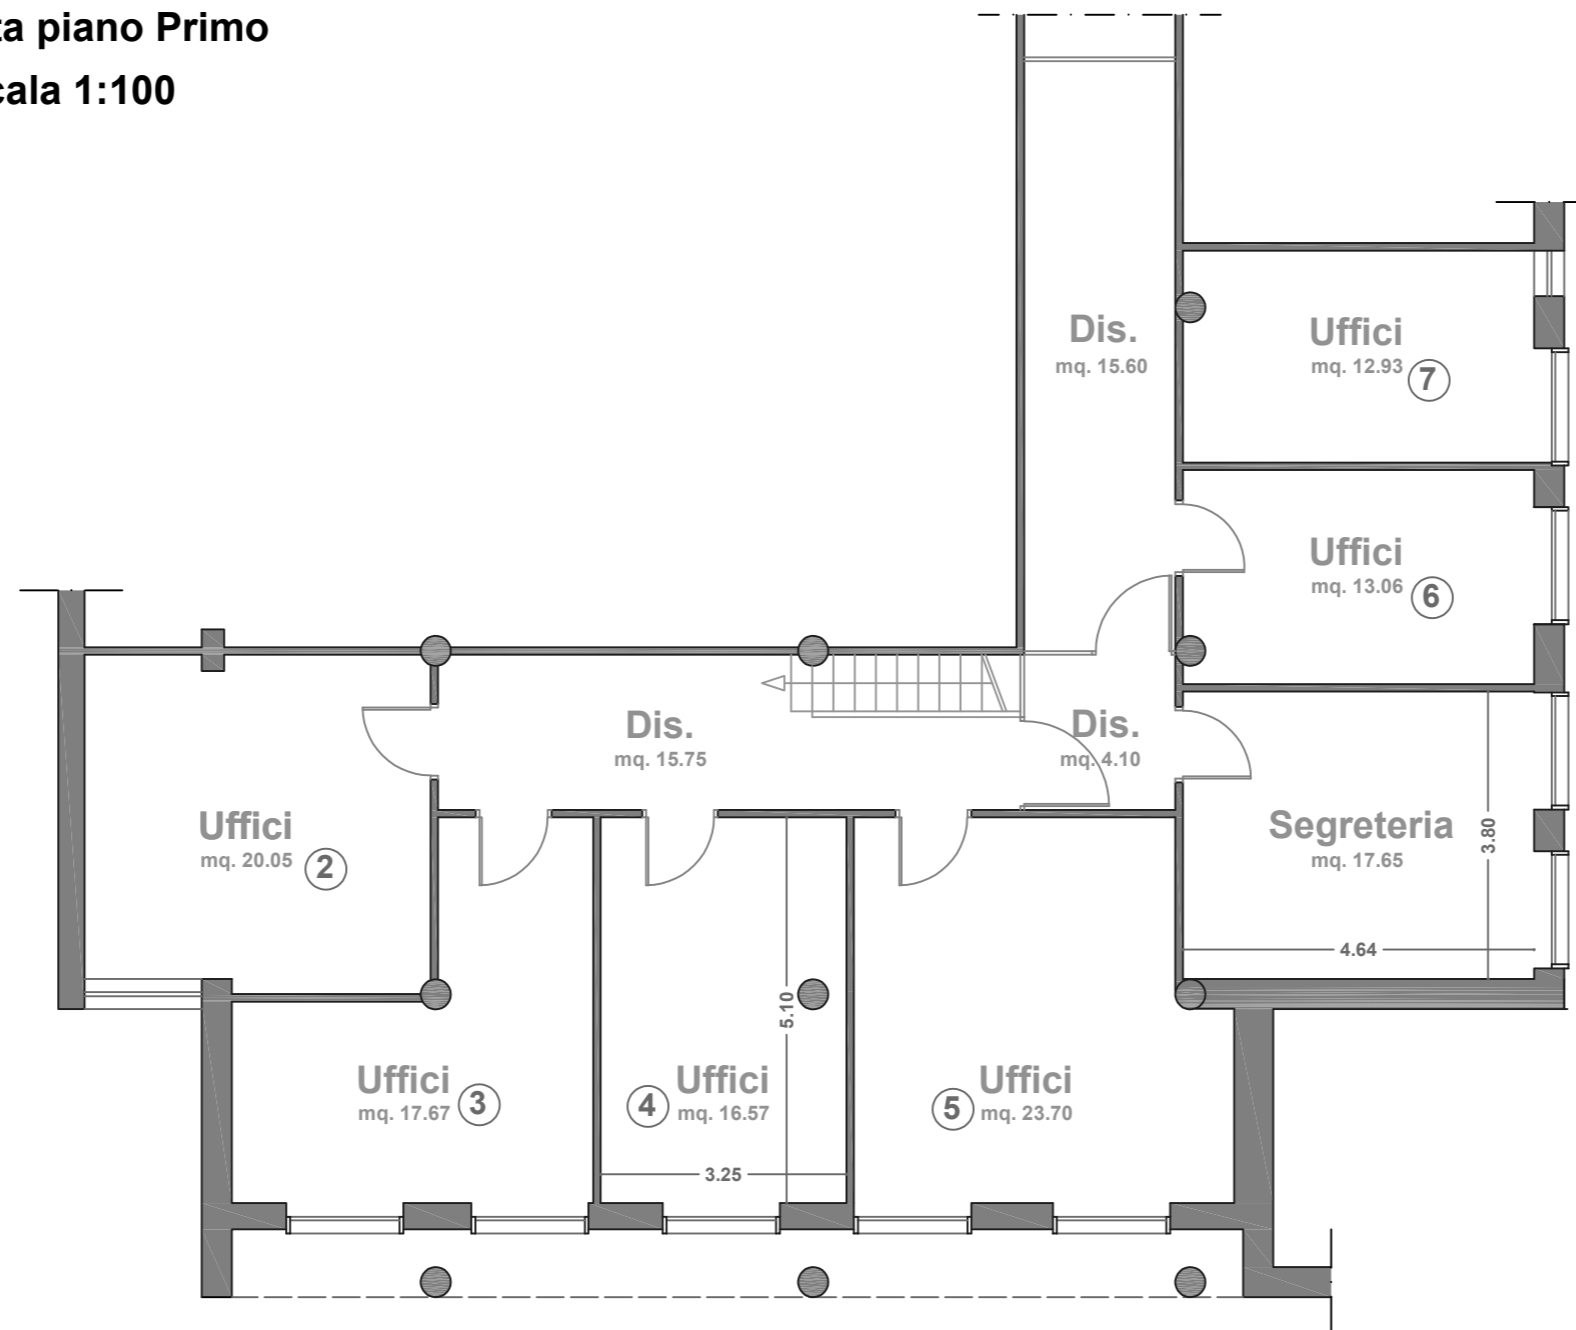 piano Primo
1:100
Dis.
mq. 15.60
Uffici
mq. 12.93
7
Uffici
mq. 13.06
6
Dis.
mq. 15.75
Dis.
mq. 4.10
Uffici
mq. 20.05
2
Segreteria
mq. 17.65
3.80
4.64
Uffici
mq. 17.67
3
4
Uffici
mq. 16.57
5.10
3.25
5
Uffici
mq. 23.70